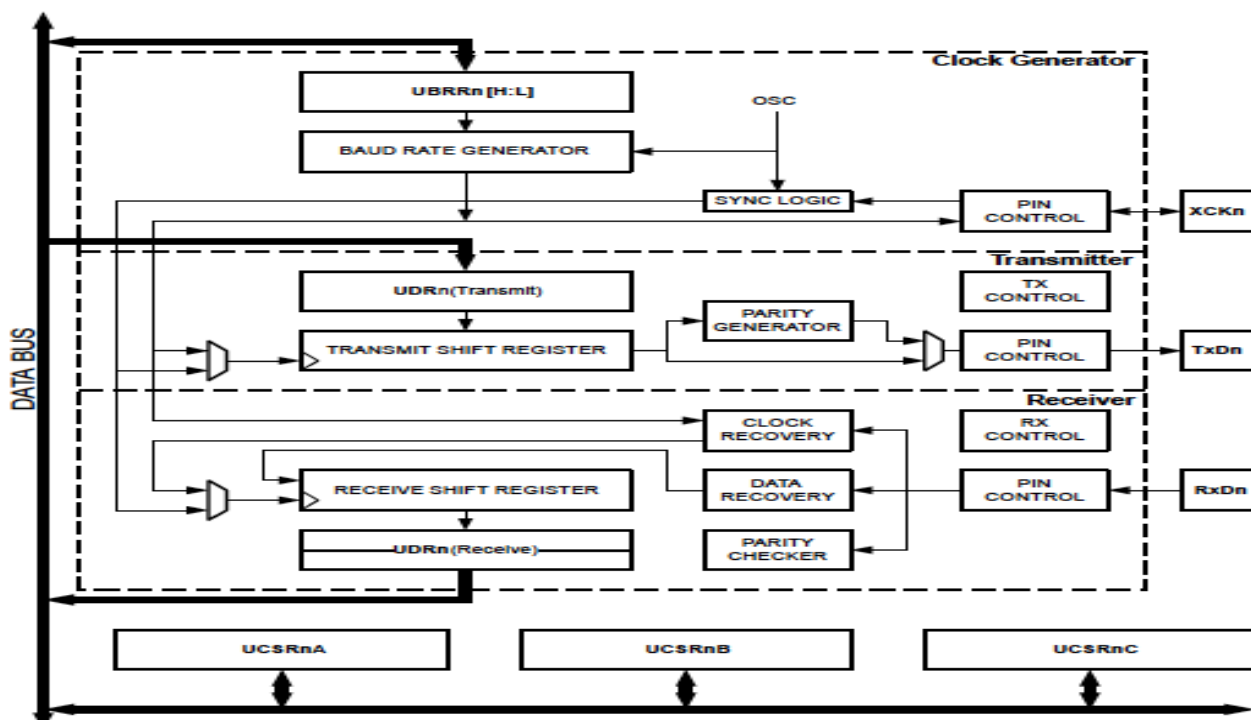 Clock Generator
UBRRn [H:L]
OSC
BAUD RATE GENERATOR
SYNC LOGIC
PIN
CONTROL
XCKn
Transmitter
UDRn(Transmit)
TX
CONTROL
PARITY
GENERATOR
TRANSMIT SHIFT REGISTER
PIN
CONTROL
TxDn
DATA BUS
Receiver
CLOCK
RECOVERY
RX
CONTROL
RECEIVE SHIFT REGISTER
DATA
RECOVERY
PIN
CONTROL
RxDn
UDRn(Receive)
PARITY
CHECKER
UCSRnA
UCSRnB
UCSRnC